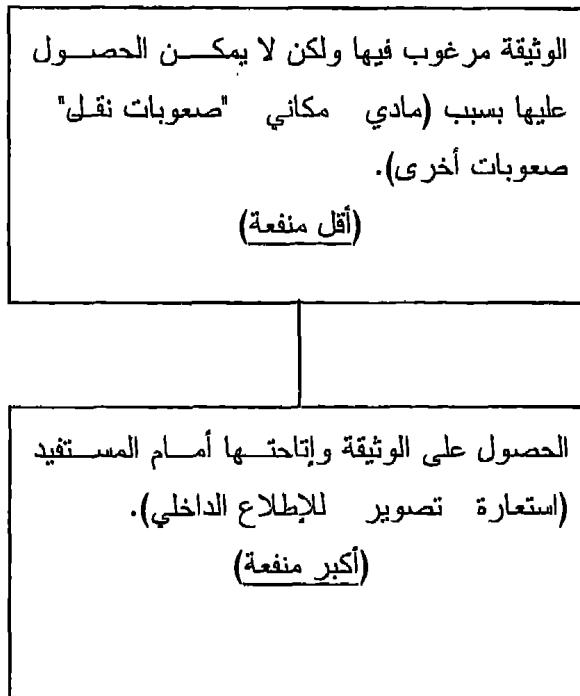 الوثيقة مرغوب فيها ولكن لا يمكن الحصول
عليها بسبب (مادي مكاني "صعوبات نقل"
صعوبات أخرى).
(أقل منفعة)
الحصول على الوثيقة وإتاحتها أمام المستفيد
(استعارة تصوير للإطلاع الداخلي).
(أكبر منفعة)